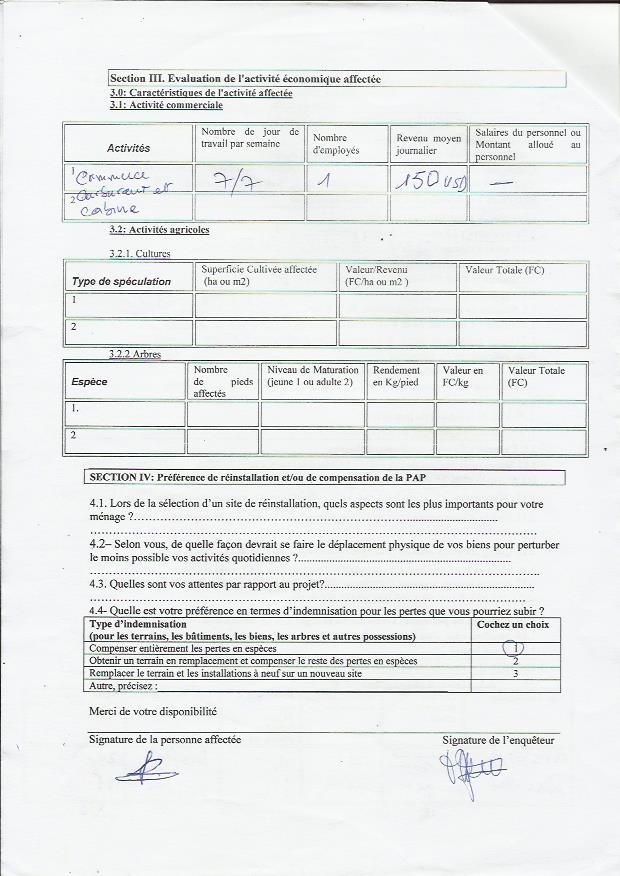 Section III. Evaluation de l'activité économique affectée
3.0: Caractéristiques de l'activité affectée
3.1: Activité commerciale
Activités
Nombre de jour de travail par semaine
Nombre d'employés
Revenu moyen journalier
Salaires du personnel ou Montant alloué au personnel
1 Commerce
7/7
1
150 USD
—
2 Carburant et
cabine
3.2: Activités agricoles
3.2.1. Cultures
Type de spéculation
Superficie Cultivée affectée (ha ou m2)
Valeur/Revenu (FC/ha ou m2 )
Valeur Totale (FC)
1
2
3.2.2 Arbres
Espèce
Nombre de pieds affectés
Niveau de Maturation (jeune 1 ou adulte 2)
Rendement en Kg/pied
Valeur en FC/kg
Valeur Totale (FC)
1.
2
SECTION IV: Préférence de réinstallation et/ou de compensation de la PAP
4.1. Lors de la sélection d'un site de réinstallation, quels aspects sont les plus importants pour votre
ménage ?
4.2– Selon vous, de quelle façon devrait se faire le déplacement physique de vos biens pour perturber
le moins possible vos activités quotidiennes ?
4.3. Quelles sont vos attentes par rapport au projet?
4.4- Quelle est votre préférence en termes d'indemnisation pour les pertes que vous pourriez subir ?
Type d'indemnisation Cochez un choix
(pour les terrains, les bâtiments, les biens, les arbres et autres possessions)
Compenser entièrement les pertes en espèces 1
Obtenir un terrain en remplacement et compenser le reste des pertes en espèces 2
Remplacer le terrain et les installations à neuf sur un nouveau site 3
Autre, précisez :
Merci de votre disponibilité
Signature de la personne affectée Signature de l'enquêteur